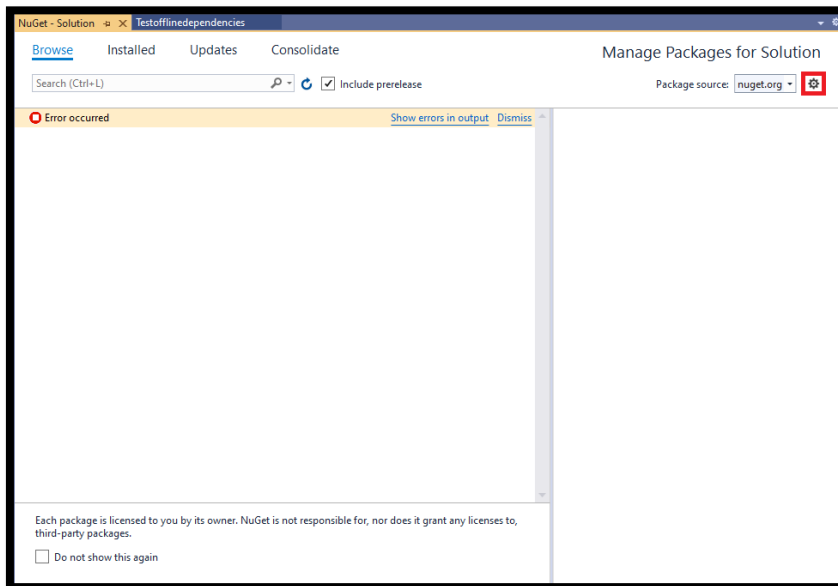 NuGet - Solution
Testofflinedependencies
Browse Installed Updates Consolidate
Manage Packages for Solution
Search (Ctrl+L)
Include prerelease
Package source: nuget.org
Error occurred
Show errors in output Dismiss
Each package is licensed to you by its owner. NuGet is not responsible for, nor does it grant any licenses to,
third-party packages.
Do not show this again